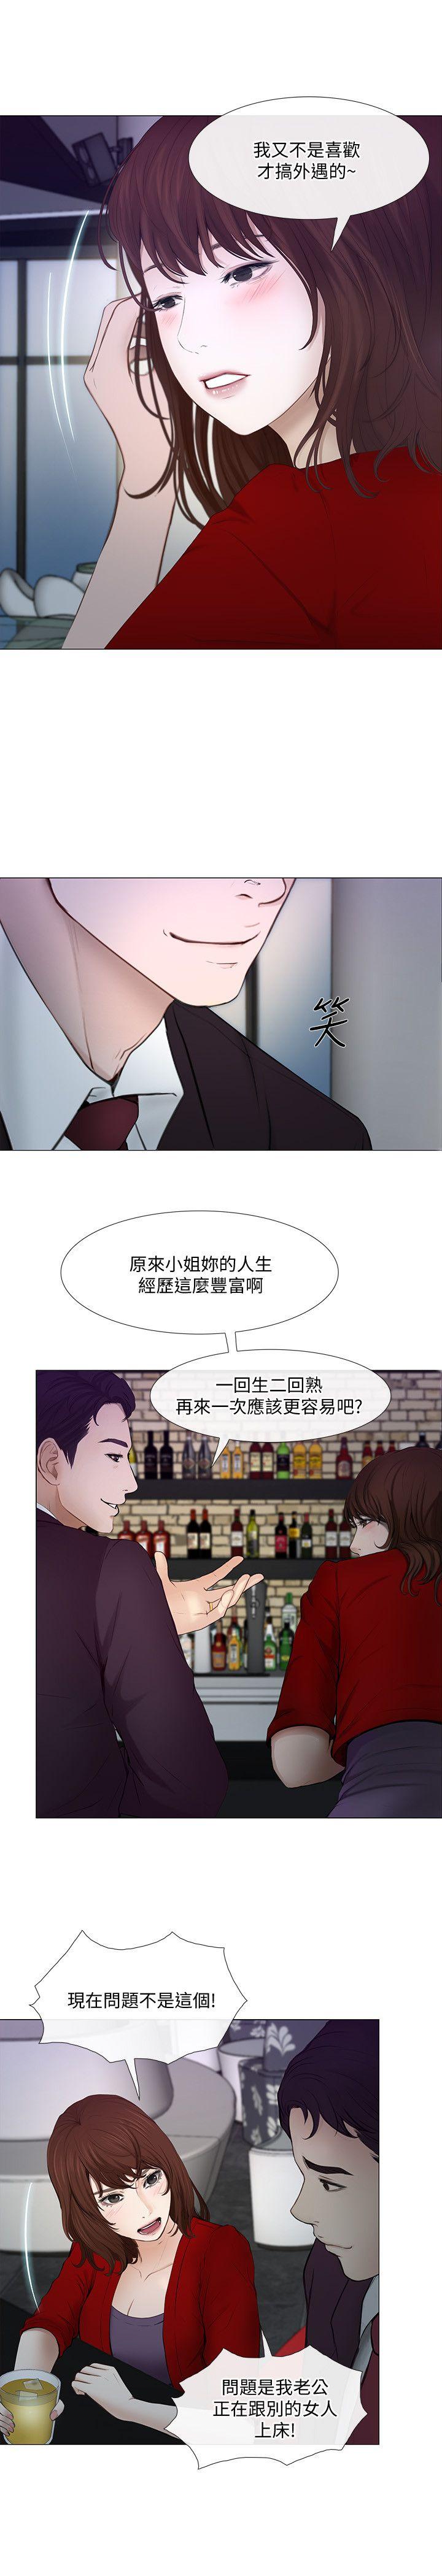 我又不是喜歡
才搞外遇的~
笑
原來小姐妳的人生
經歷這麼豐富啊
一回生二回熟
再來一次應該更容易吧?
現在問題不是這個!
問題是我老公
正在跟別的女人
上床!